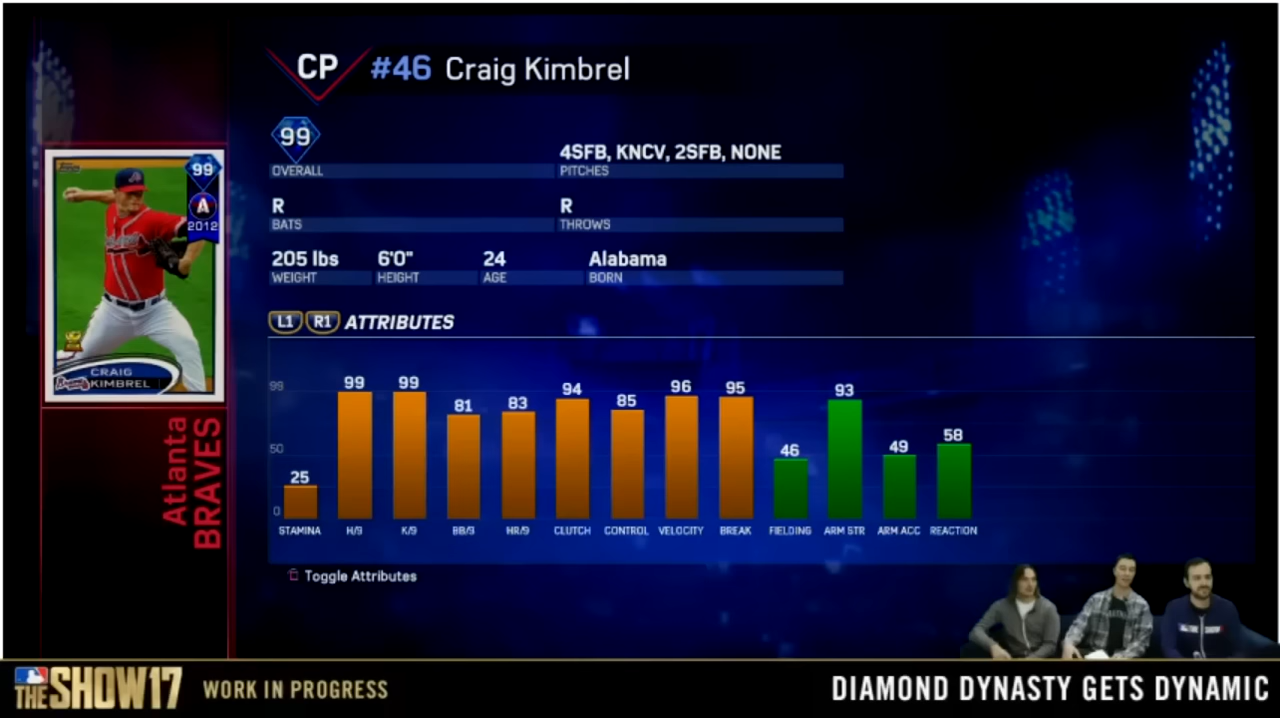 CP #46 Craig Kimbrel
99
OVERALL
4SFB, KNCV, 2SFB, NONE
PITCHES
R
BATS
R
THROWS
205 lbs 6'0" 24 Alabama
WEIGHT HEIGHT AGE BORN
99
A
2012
CRAIG
KIMBREL
Atlanta
BRAVES
L1 R1 ATTRIBUTES
99
50
0
25 99 99 81 83 94 85 96 95 46 93 49 58
STAMINA H/9 K/9 BB/9 HR/9 CLUTCH CONTROL VELOCITY BREAK FIELDING ARM STR ARM ACC REACTION
Toggle Attributes
THE SHOW 17 WORK IN PROGRESS
DIAMOND DYNASTY GETS DYNAMIC